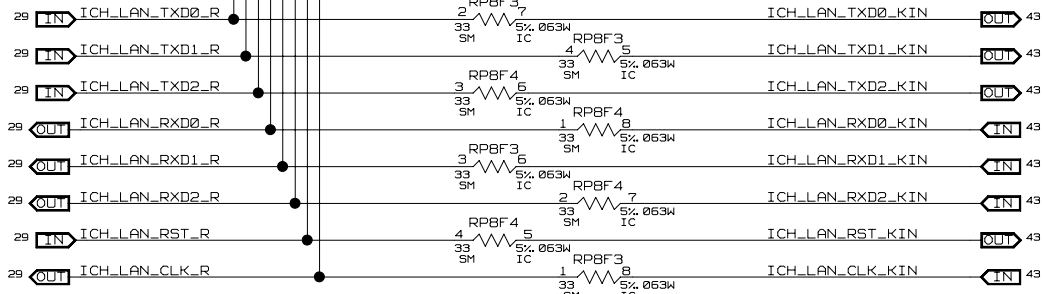 RP8F3
29 IN ICH_LAN_TXD0_R 2 7 ICH_LAN_TXD0_KIN OUT 43
33 5%.063W
SM IC
RP8F3
29 IN ICH_LAN_TXD1_R 4 5 ICH_LAN_TXD1_KIN OUT 43
33 5%.063W
SM IC
RP8F4
29 IN ICH_LAN_TXD2_R 3 6 ICH_LAN_TXD2_KIN OUT 43
33 5%.063W
SM IC
RP8F4
29 OUT ICH_LAN_RXD0_R 1 8 ICH_LAN_RXD0_KIN IN 43
33 5%.063W
SM IC
RP8F3
29 OUT ICH_LAN_RXD1_R 3 6 ICH_LAN_RXD1_KIN IN 43
33 5%.063W
SM IC
RP8F4
29 OUT ICH_LAN_RXD2_R 2 7 ICH_LAN_RXD2_KIN IN 43
33 5%.063W
SM IC
RP8F4
29 IN ICH_LAN_RST_R 4 5 ICH_LAN_RST_KIN OUT 43
33 5%.063W
SM IC
RP8F3
29 OUT ICH_LAN_CLK_R 1 8 ICH_LAN_CLK_KIN IN 43
33 5%.063W
SM IC